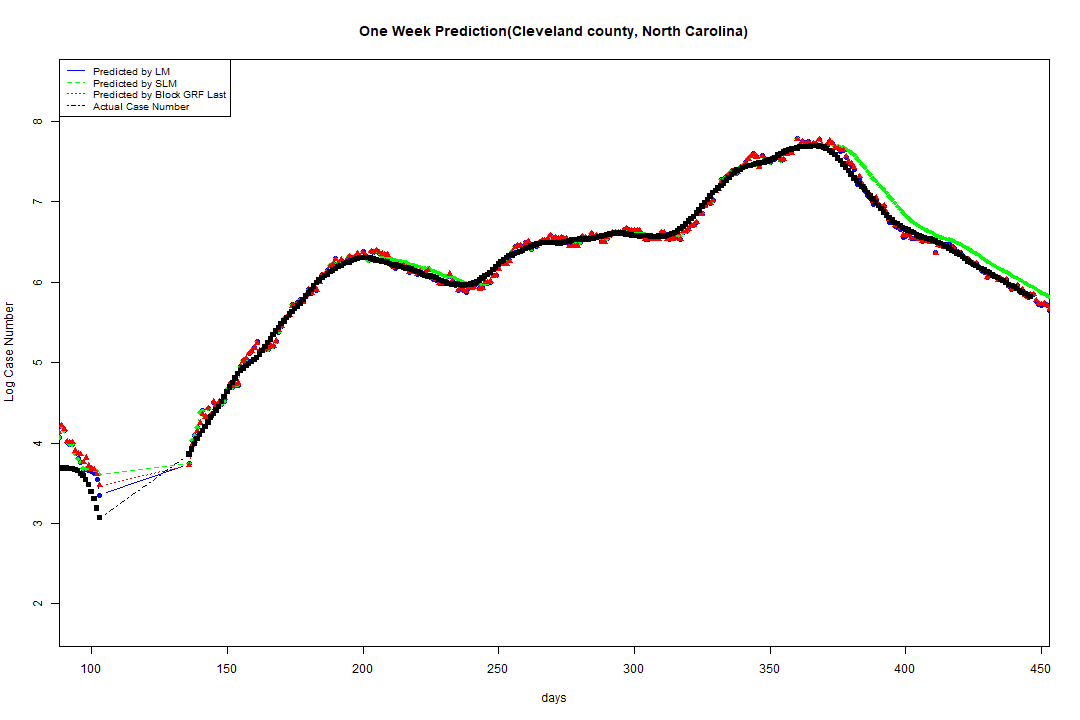 One Week Prediction(Cleveland county, North Carolina)
Predicted by LM
Predicted by SLM
Predicted by Block GRF Last
Actual Case Number
8
7
6
5
4
3
2
Log Case Number
100 150 200 250 300 350 400 450
days